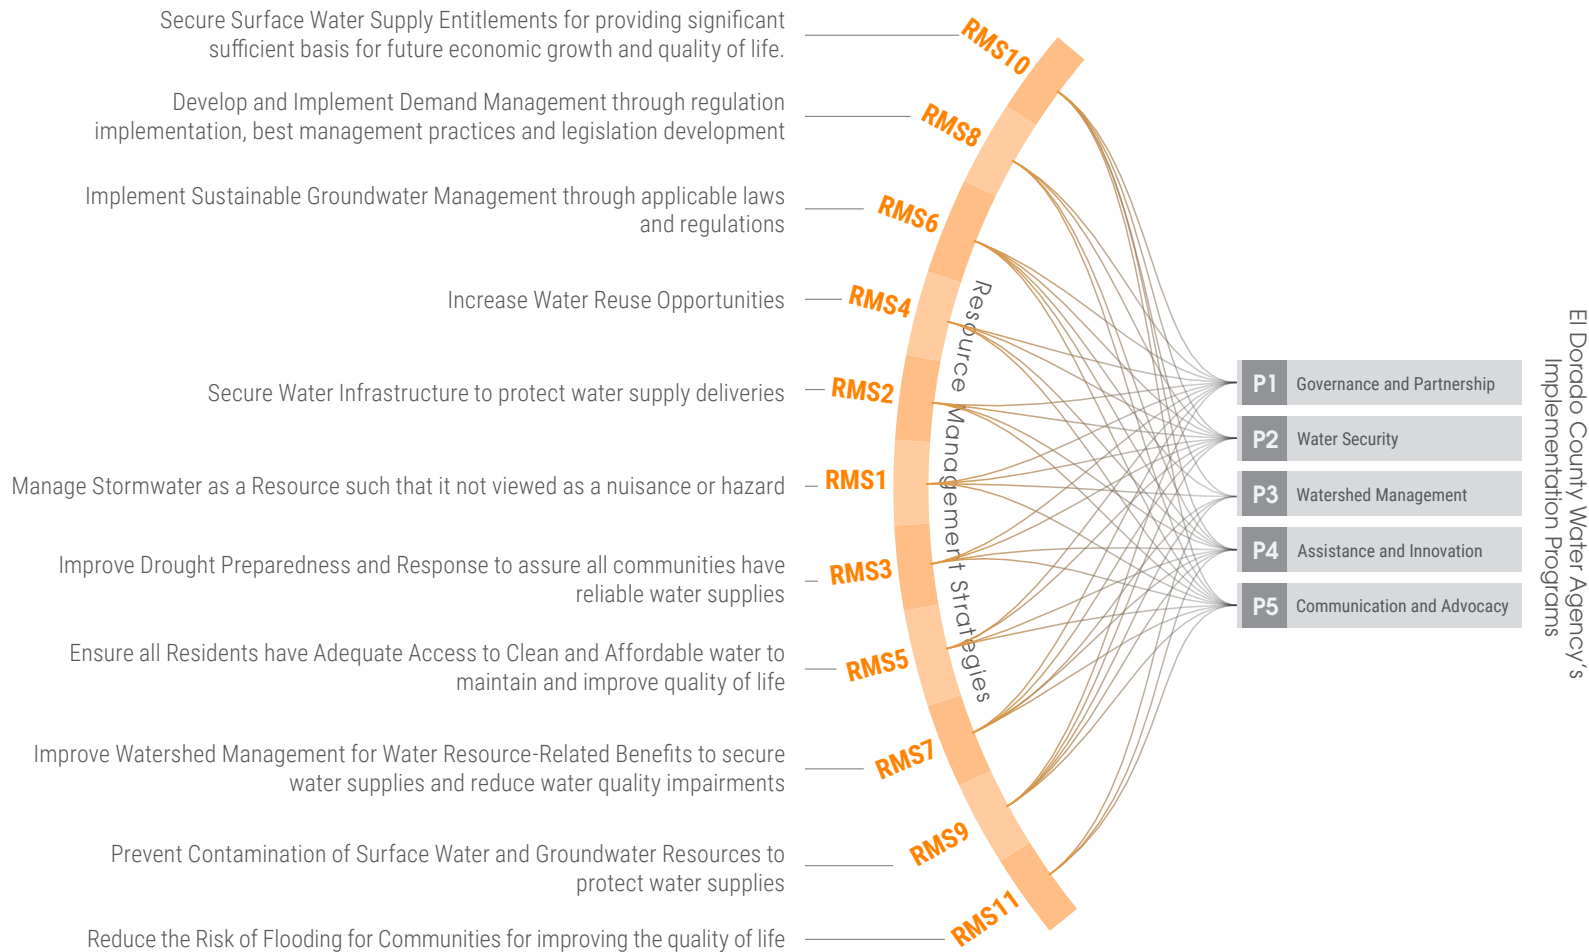 Secure Surface Water Supply Entitlements for providing significant
sufficient basis for future economic growth and quality of life.
RMS10
Develop and Implement Demand Management through regulation
implementation, best management practices and legislation development
RMS8
Implement Sustainable Groundwater Management through applicable laws
and regulations
RMS6
Increase Water Reuse Opportunities
RMS4
Secure Water Infrastructure to protect water supply deliveries
RMS2
Manage Stormwater as a Resource such that it not viewed as a nuisance or hazard
RMS1
Improve Drought Preparedness and Response to assure all communities have
reliable water supplies
RMS3
Ensure all Residents have Adequate Access to Clean and Affordable water to
maintain and improve quality of life
RMS5
Improve Watershed Management for Water Resource-Related Benefits to secure
water supplies and reduce water quality impairments
RMS7
Prevent Contamination of Surface Water and Groundwater Resources to
protect water supplies
RMS9
Reduce the Risk of Flooding for Communities for improving the quality of life
RMS11
Resource Management Strategies
P1 Governance and Partnership
P2 Water Security
P3 Watershed Management
P4 Assistance and Innovation
P5 Communication and Advocacy
El Dorado County Water Agency's
Implementation Programs